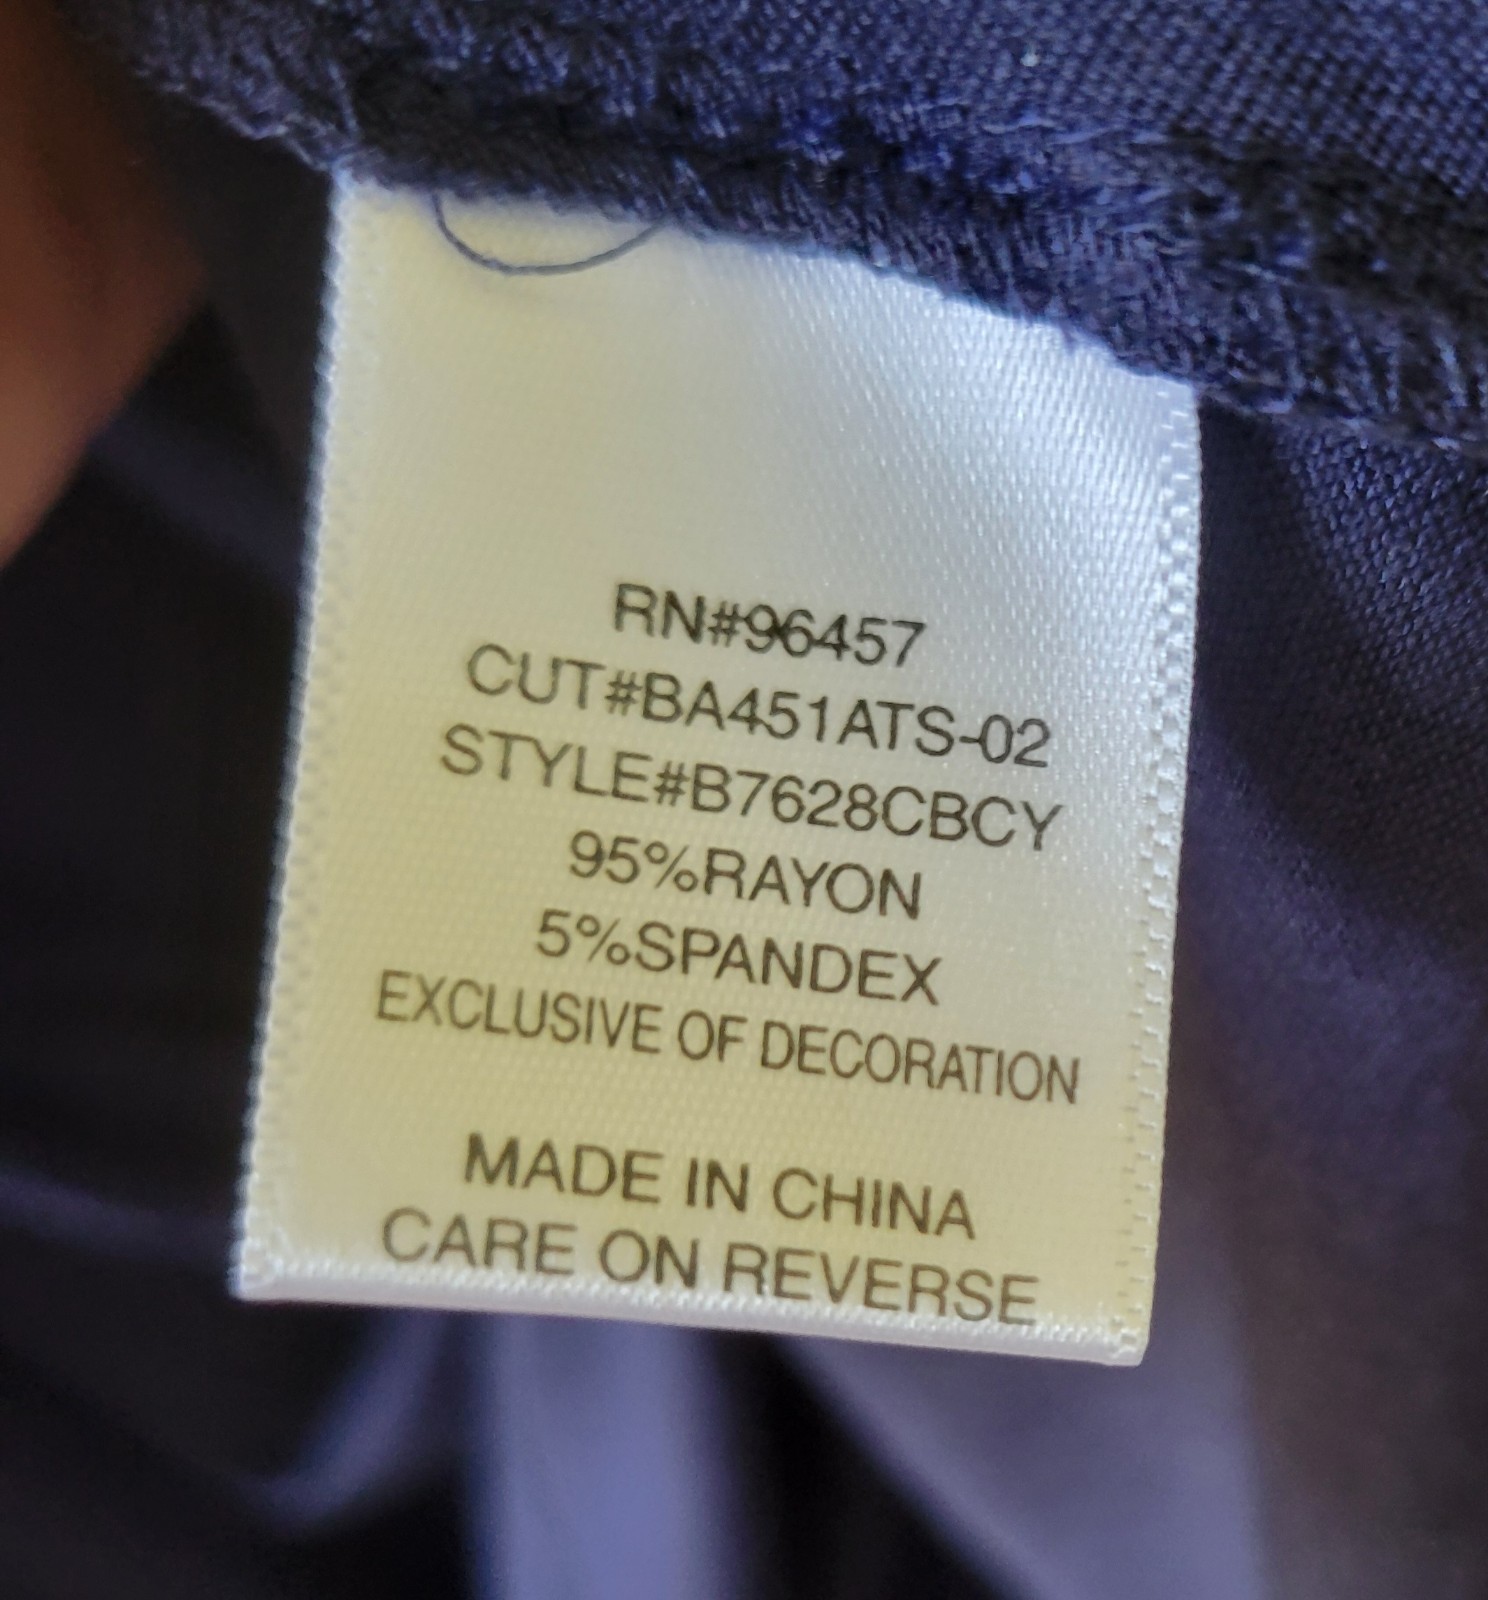 RN#96457
CUT#BA451ATS-02
STYLE#B7628CBCY
95%RAYON
5%SPANDEX
EXCLUSIVE OF DECORATION
MADE IN CHINA
CARE ON REVERSE